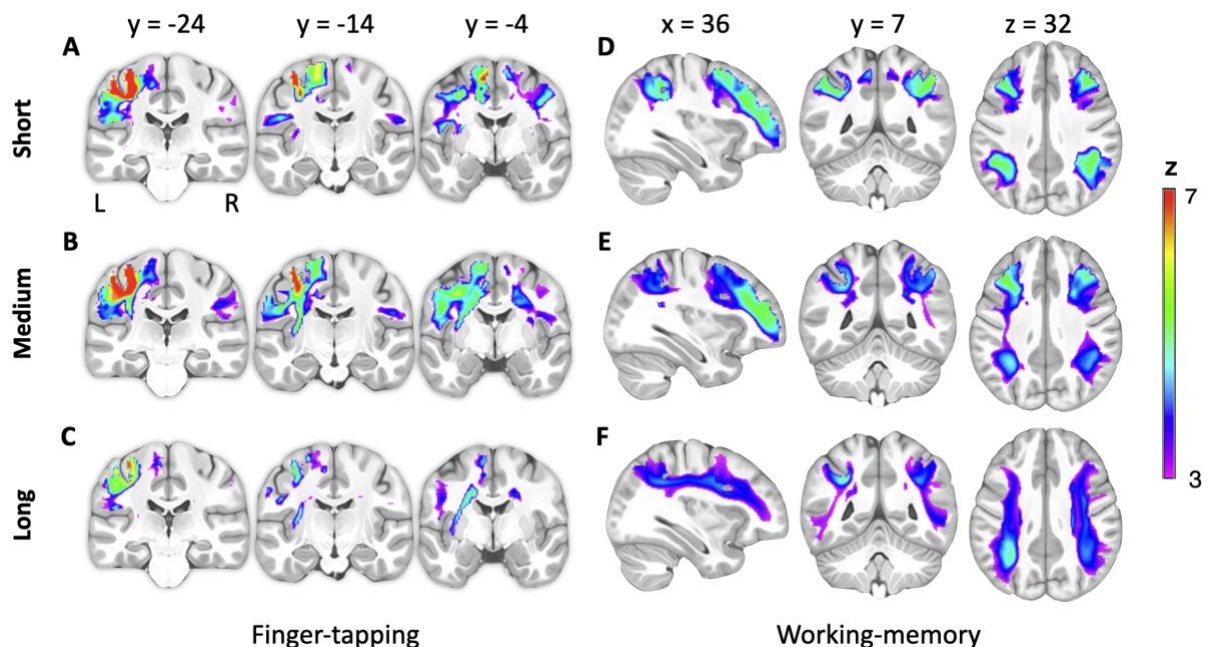 y = -24 y = -14 y = -4 x = 36 y = 7 z = 32
A D
Short
L R
z
7
B E
Medium
C F
3
Long
Finger-tapping Working-memory